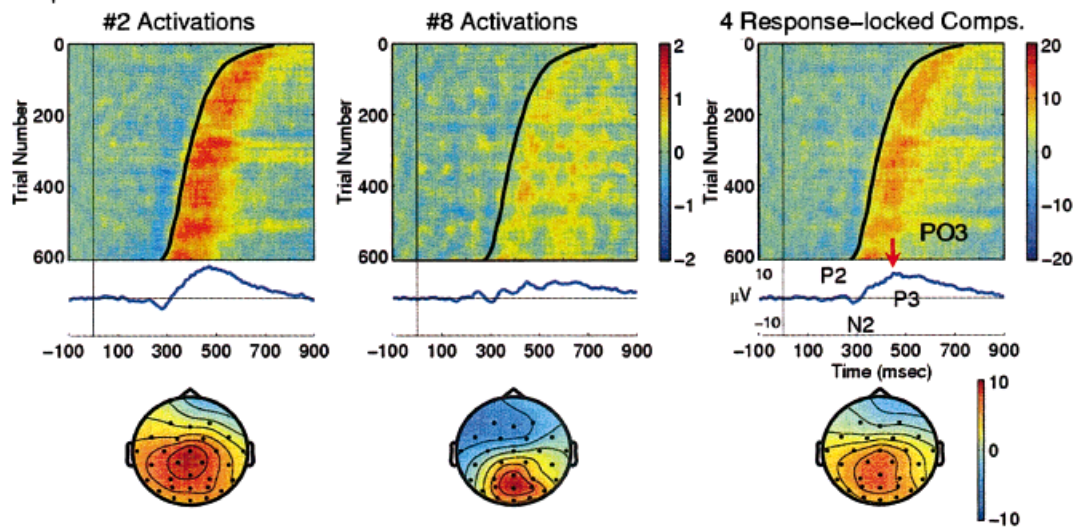 #2 Activations
#8 Activations
4 Response-locked Comps.
Trial Number
0
200
400
600
-100 100 300 500 700 900
Trial Number
0
200
400
600
2
1
0
-1
-2
-100 100 300 500 700 900
Trial Number
0
200
400
600
PO3
20
10
0
-10
-20
10
μV
-10
P2
P3
N2
-100 100 300 500 700 900
Time (msec)
10
0
-10